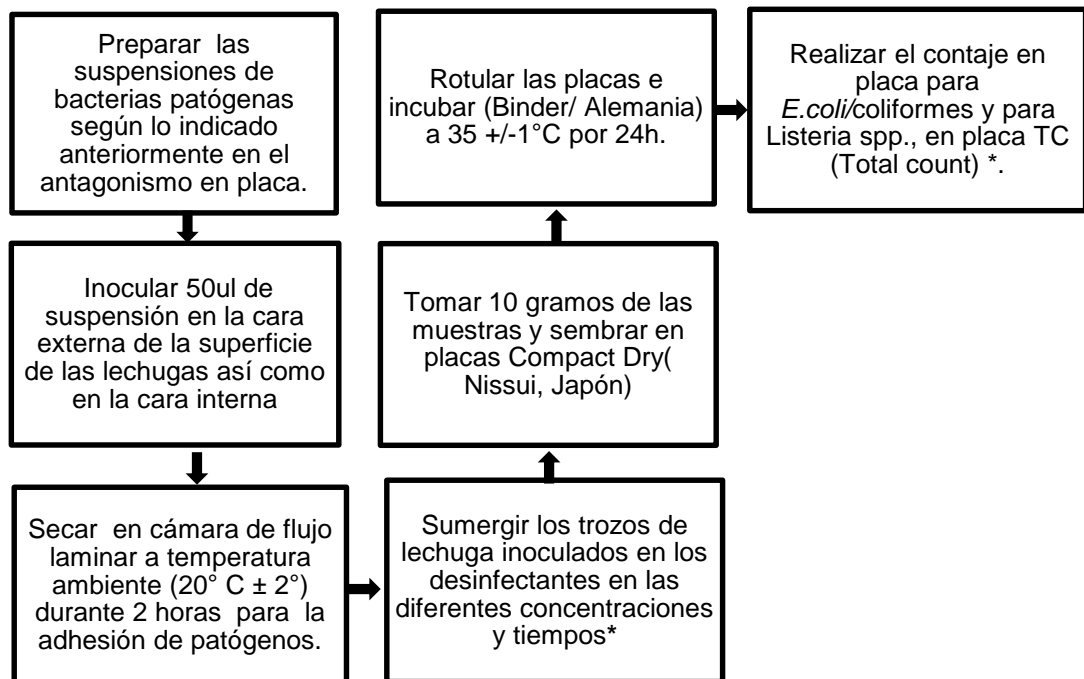 Preparar las
suspensiones de
bacterias patógenas
según lo indicado
anteriormente en el
antagonismo en placa.
Inocular 50ul de
suspensión en la cara
externa de la superficie
de las lechugas así como
en la cara interna
Secar en cámara de flujo
laminar a temperatura
ambiente (20° C ± 2°)
durante 2 horas para la
adhesión de patógenos.
Sumergir los trozos de
lechuga inoculados en los
desinfectantes en las
diferentes concentraciones
y tiempos*
Tomar 10 gramos de las
muestras y sembrar en
placas Compact Dry(
Nissui, Japón)
Rotular las placas e
incubar (Binder/ Alemania)
a 35 +/-1°C por 24h.
Realizar el contaje en
placa para
E.coli/coliformes y para
Listeria spp., en placa TC
(Total count) *.